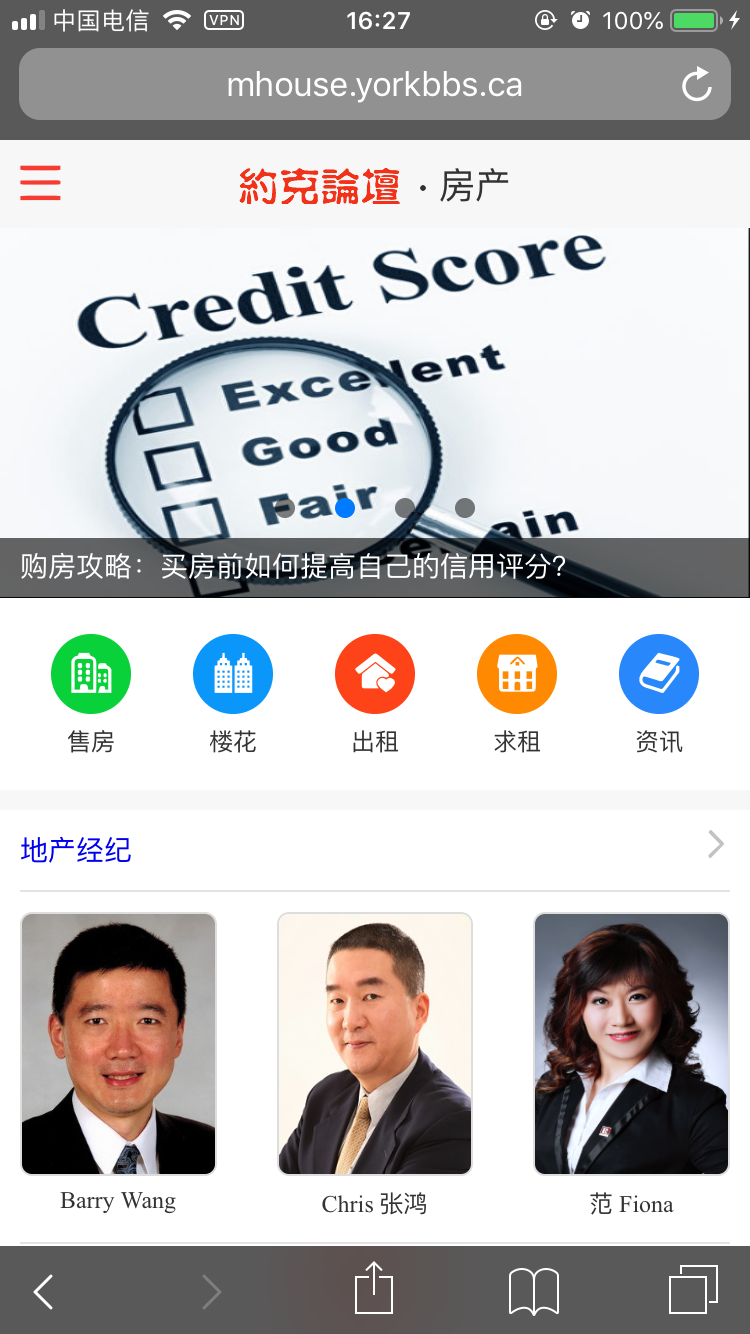 中国电信 VPN 16:27 100%
mhouse.yorkbbs.ca
約克論壇 · 房产
Credit Score
Excellent
Good
Fair
购房攻略：买房前如何提高自己的信用评分?
售房 楼花 出租 求租 资讯
地产经纪
Barry Wang Chris 张鸿 范 Fiona